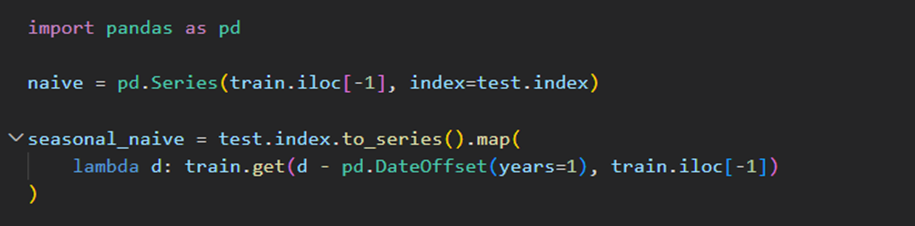 import pandas as pd
naive = pd.Series(train.iloc[-1], index=test.index)
seasonal_naive = test.index.to_series().map(
    lambda d: train.get(d - pd.DateOffset(years=1), train.iloc[-1])
)